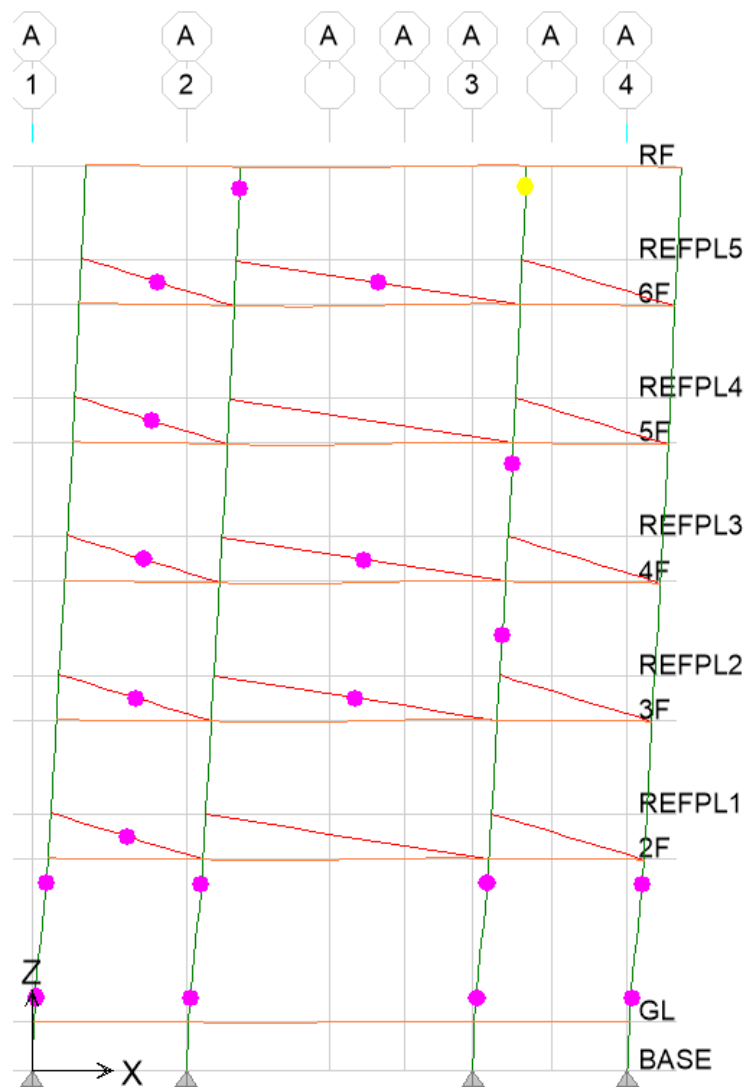 A A A A A A A
1 2 3 4
RF
REFPL5
6F
REFPL4
5F
REFPL3
4F
REFPL2
3F
REFPL1
2F
Z
GL
X
BASE